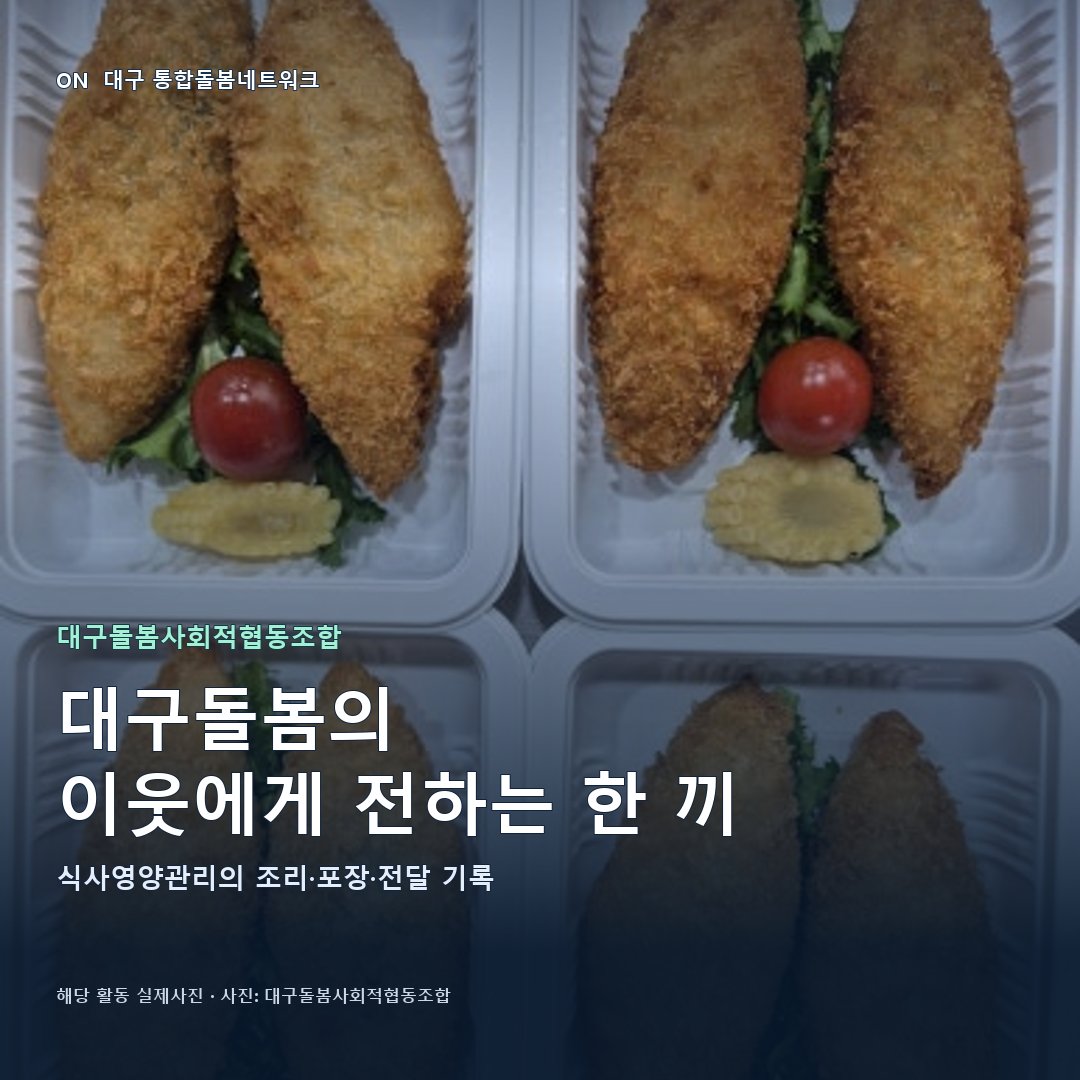 ON 대구 통합돌봄네트워크
대구돌봄사회적협동조합
대구돌봄의
이웃에게 전하는 한 끼
식사영양관리의 조리·포장·전달 기록
해당 활동 실제사진 · 사진: 대구돌봄사회적협동조합